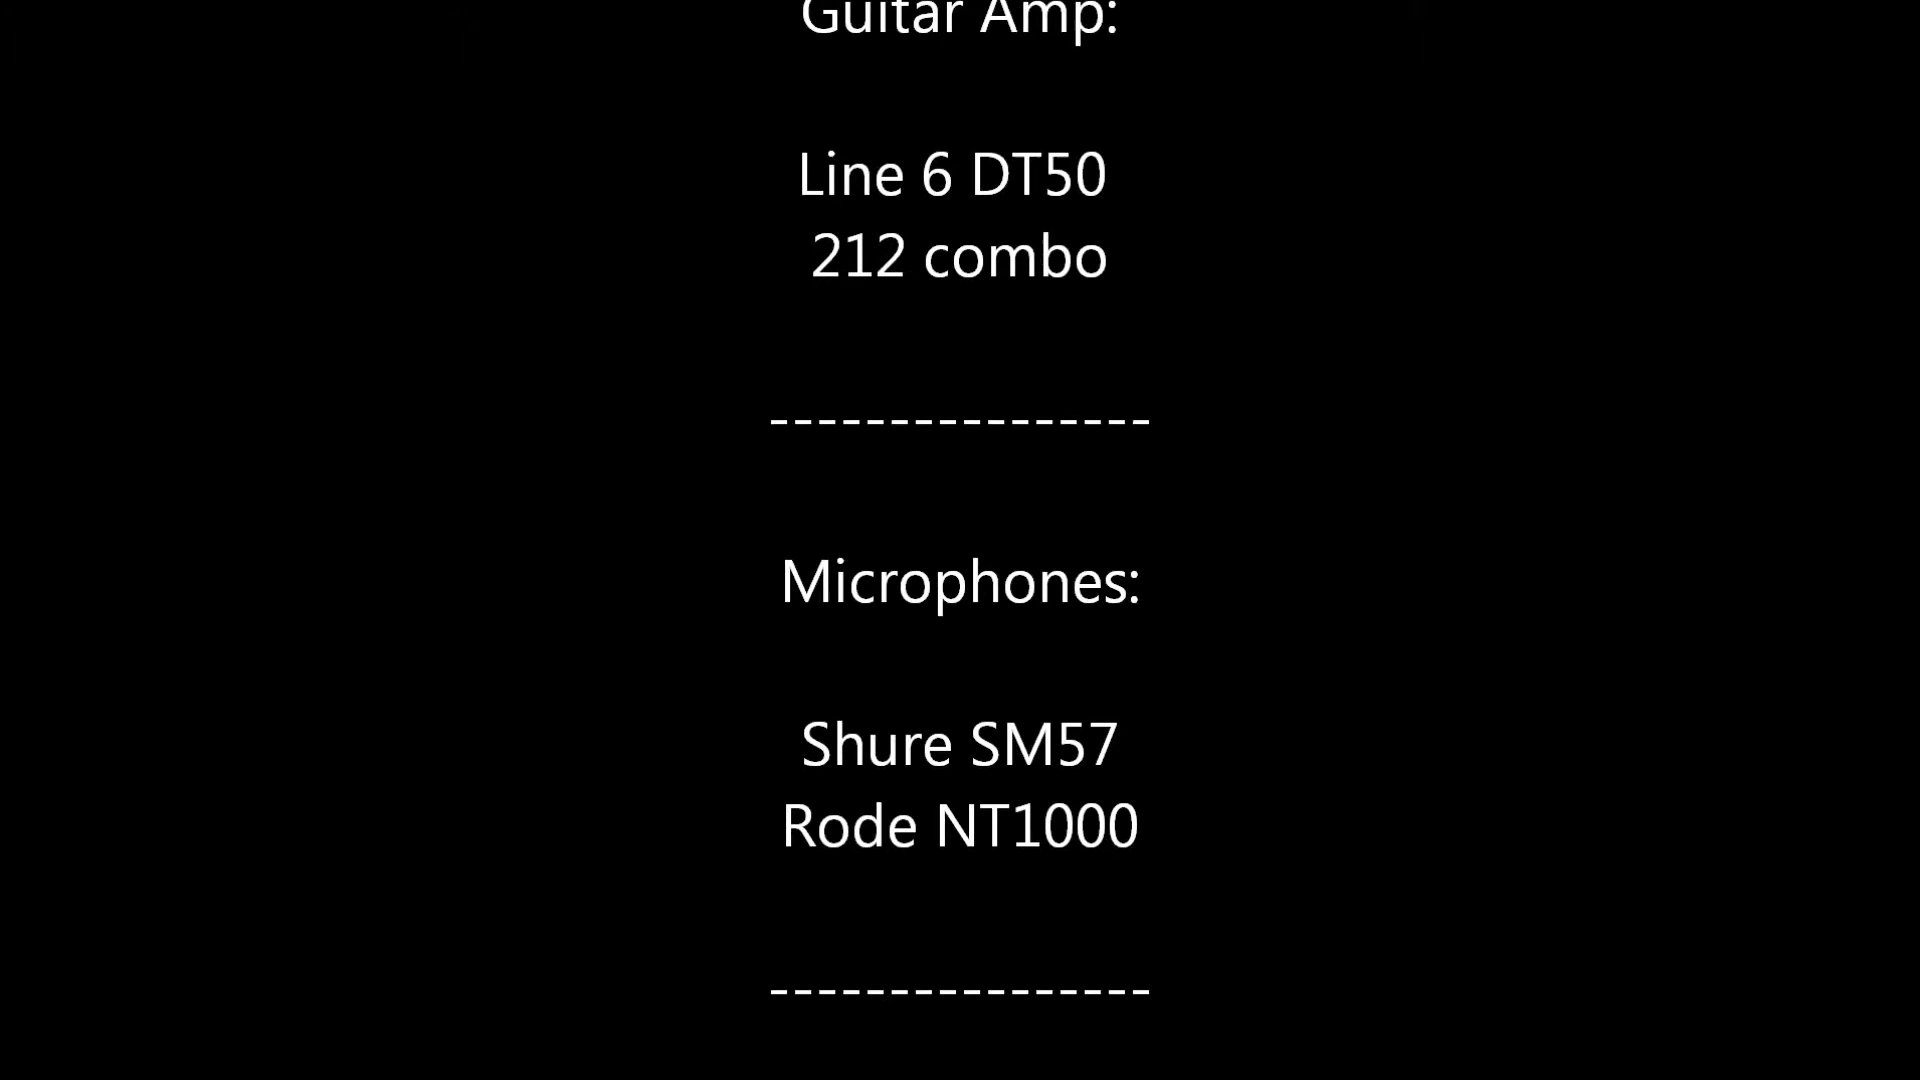 Guitar Amp:
Line 6 DT50
212 combo
----------------
Microphones:
Shure SM57
Rode NT1000
----------------